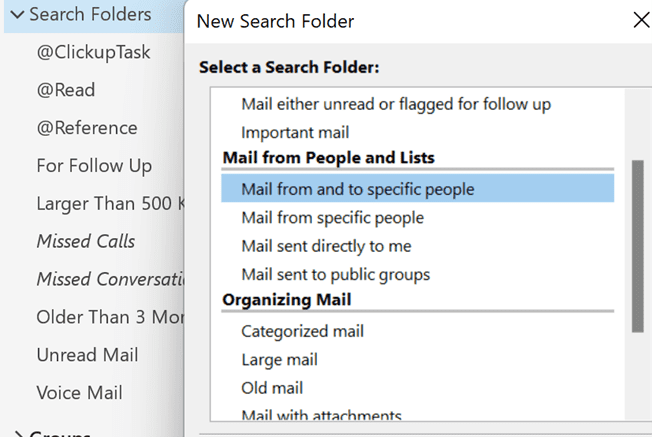 Search Folders
@ClickupTask
@Read
@Reference
For Follow Up
Larger Than 500
Missed Calls
Missed
Older Than 3
Unread Mail
Voice Mail
Groups
New Search Folder
Select a Search Folder:
Mail either unread or flagged for follow up
Important mail
Mail from People and Lists
Mail from and to specific people
Mail from specific people
Mail sent directly to me
Mail sent to public groups
Organizing Mail
Categorized mail
Large mail
Old mail
Mail with attachments